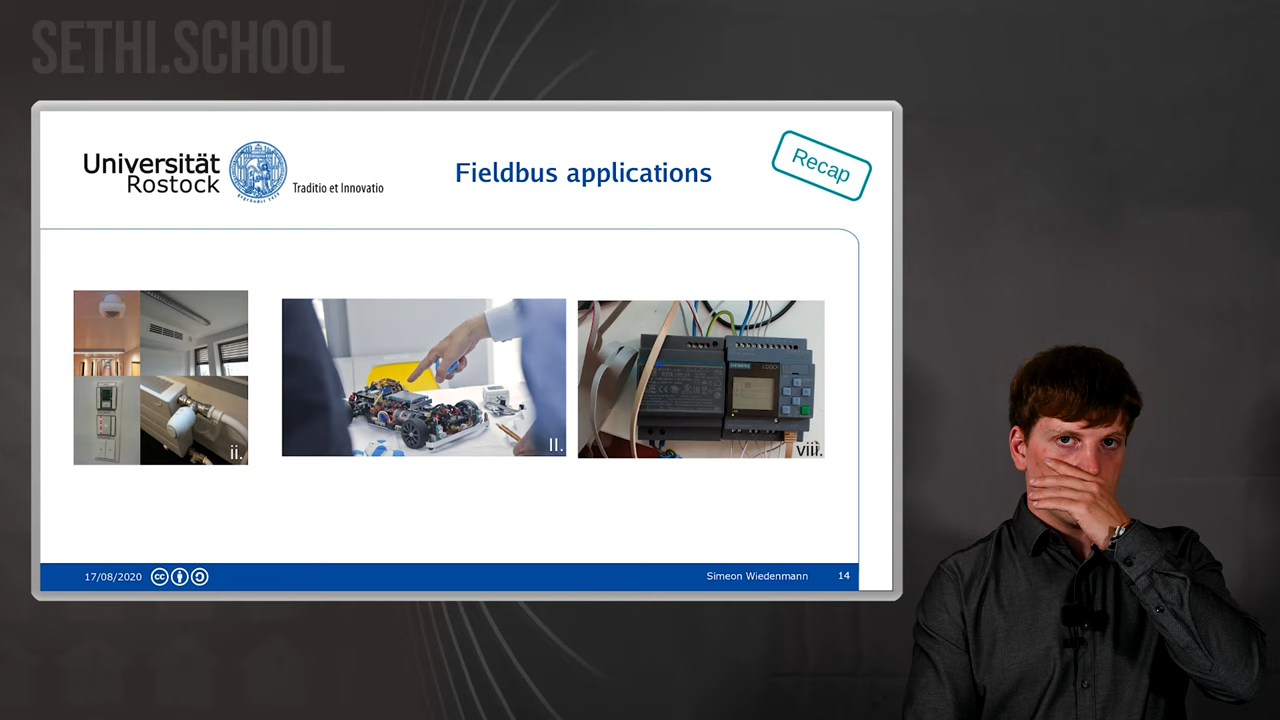 SETHI.SCHOOL
Universität
Rostock
Traditio et Innovatio
Fieldbus applications
Recap
ii.
II.
SIEMENS
LOGO!
viii.
17/08/2020
cc
Simeon Wiedenmann
14